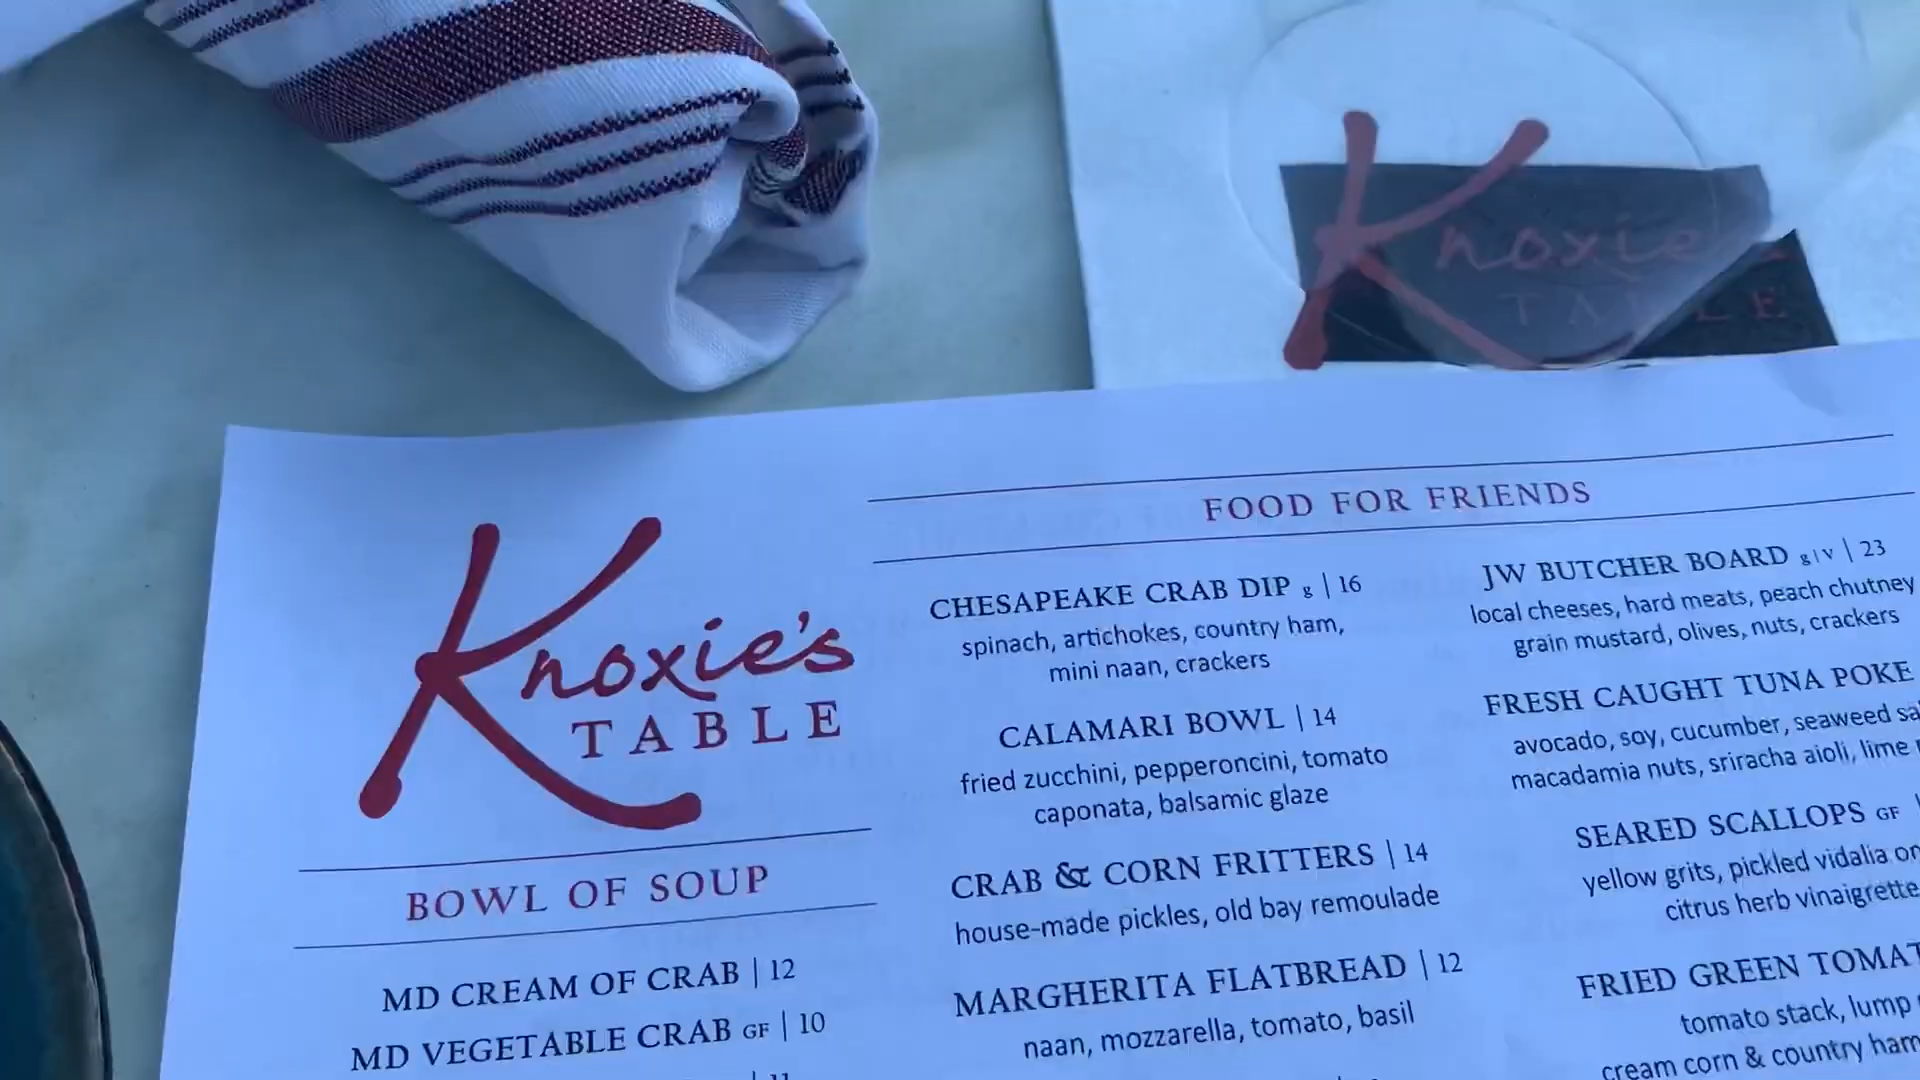 Knoxie
TABLE
FOOD FOR FRIENDS
Knoxie's
TABLE
BOWL OF SOUP
MD CREAM OF CRAB | 12
MD VEGETABLE CRAB GF | 10
CHESAPEAKE CRAB DIP g | 16
spinach, artichokes, country ham,
mini naan, crackers
CALAMARI BOWL | 14
fried zucchini, pepperoncini, tomato
caponata, balsamic glaze
CRAB & CORN FRITTERS | 14
house-made pickles, old bay remoulade
MARGHERITA FLATBREAD | 12
naan, mozzarella, tomato, basil
JW BUTCHER BOARD g|V | 23
local cheeses, hard meats, peach chutney
grain mustard, olives, nuts, crackers
FRESH CAUGHT TUNA POKE
avocado, soy, cucumber, seaweed
macadamia nuts, sriracha aioli, lime
SEARED SCALLOPS GF
yellow grits, pickled vidalia
citrus herb vinaigrette
FRIED GREEN
tomato stack, lump
cream corn & country ham